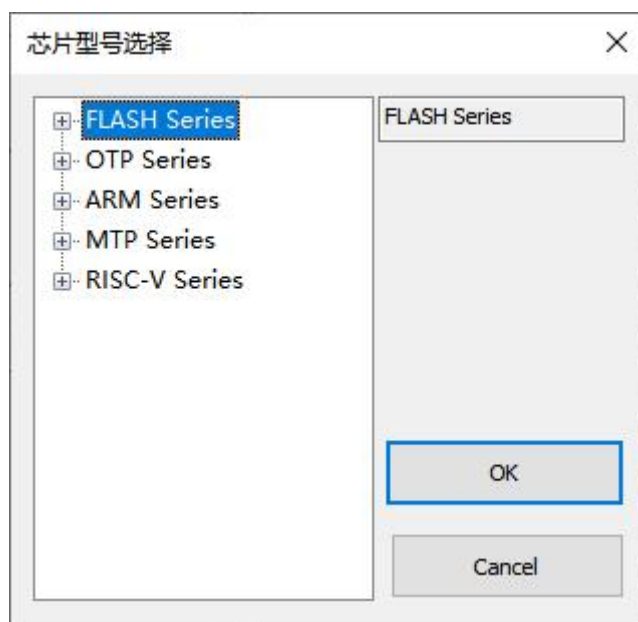 芯片型号选择
FLASH Series
OTP Series
ARM Series
MTP Series
RISC-V Series
FLASH Series
OK
Cancel